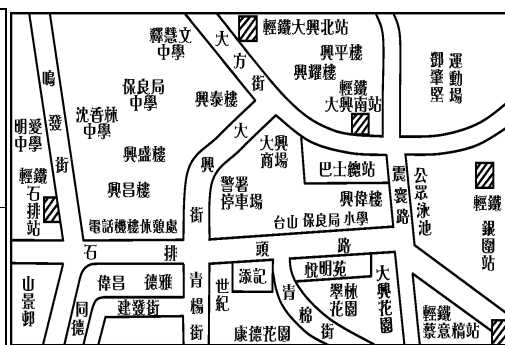 釋慧文
中學
大方街
輕鐵大興北站
興平樓
興耀樓
運動場
鄧肇堅
鳴發街
保良局
中學
沈香林
中學
興泰樓
輕鐵
大興南站
明愛
中學
大興街
大興
商場
巴士總站
震寰路
公眾泳池
興盛樓
輕鐵
石排站
興昌樓
警署
停車場
興偉樓
輕鐵
銀圍站
電話機樓休憩處
台山 保良局 小學
石排頭路
山景邨
偉昌
德雅
青楊街
世紀
添記
悅明苑
大興花園
同德
建發街
青棉街
翠林
花園
康德花園
輕鐵
蔡意橋站